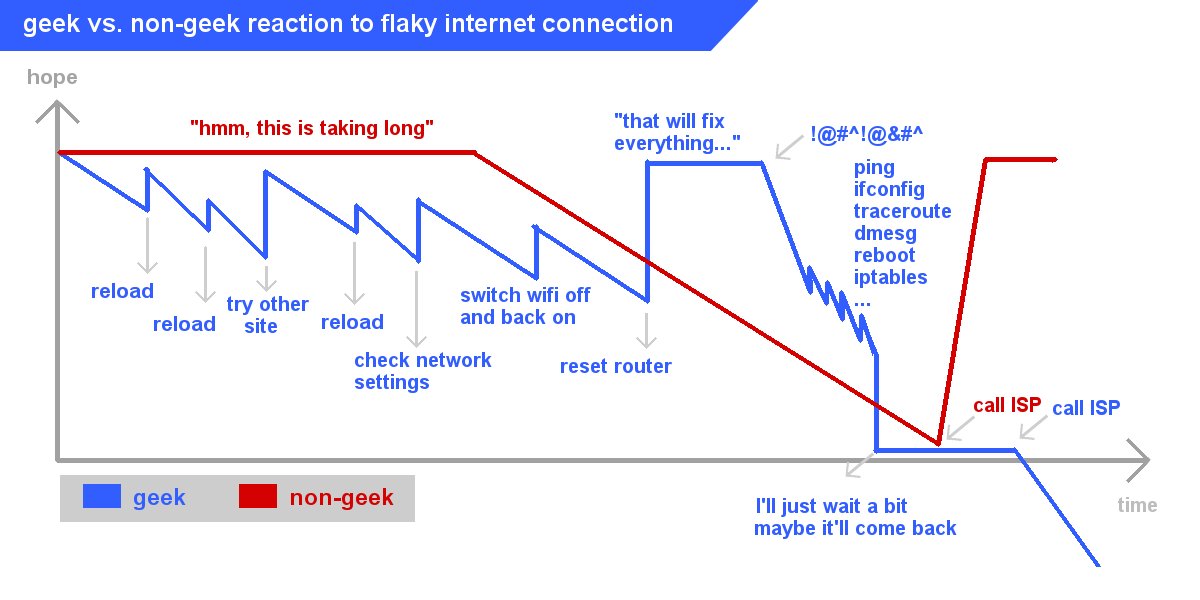 geek vs. non-geek reaction to flaky internet connection
hope
"hmm, this is taking long"
"that will fix
everything..."
!@#^!@&#^
ping
ifconfig
traceroute
dmesg
reboot
iptables
...
reload
reload
try other
site
reload
check network
settings
switch wifi off
and back on
reset router
call ISP
call ISP
I'll just wait a bit
maybe it'll come back
time
geek
non-geek